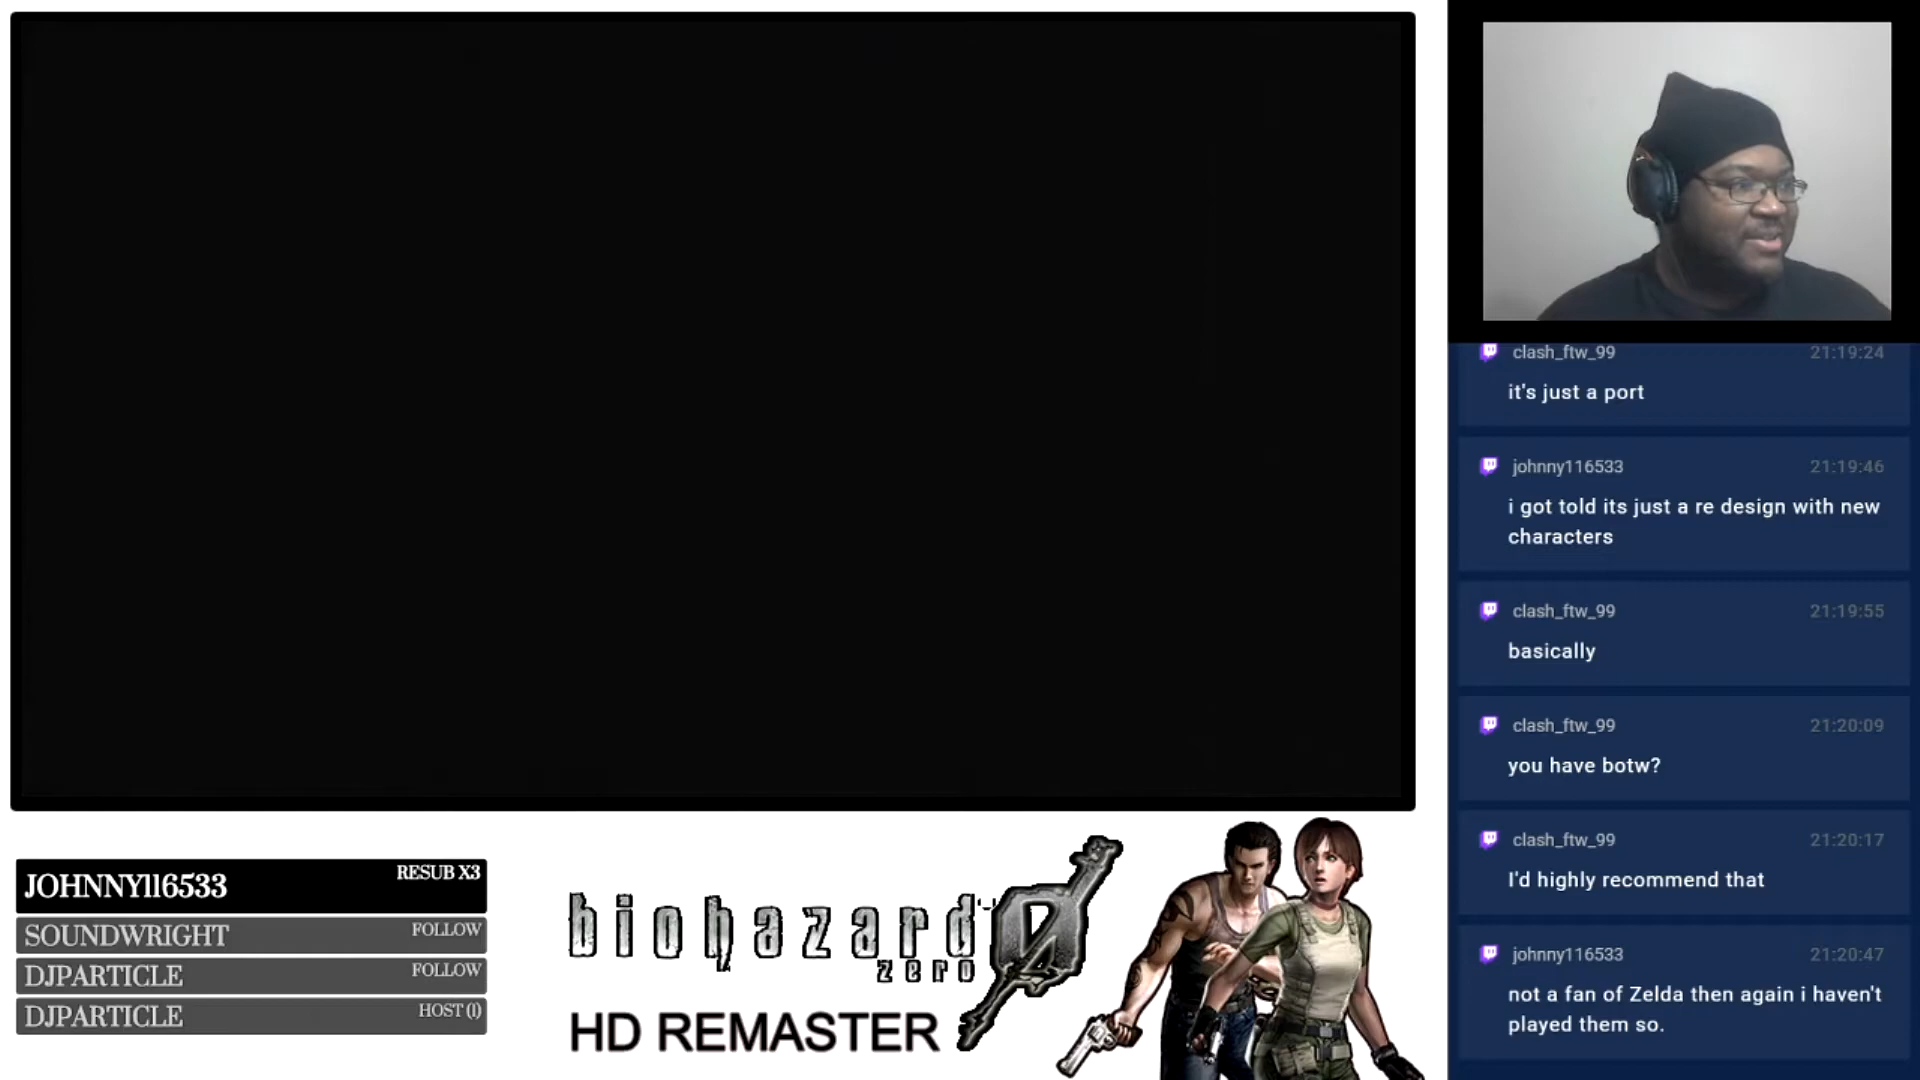 clash_ftw_99 21:19:24
it's just a port
johnny116533 21:19:46
i got told its just a re design with new
characters
clash_ftw_99 21:19:55
basically
clash_ftw_99 21:20:09
you have botw?
clash_ftw_99 21:20:17
I'd highly recommend that
johnny116533 21:20:47
not a fan of Zelda then again i haven't
played them so.
JOHNNY116533 RESUB X3
SOUNDWRIGHT FOLLOW
DJPARTICLE FOLLOW
DJPARTICLE HOST (1)
biohazard 0
zero
HD REMASTER